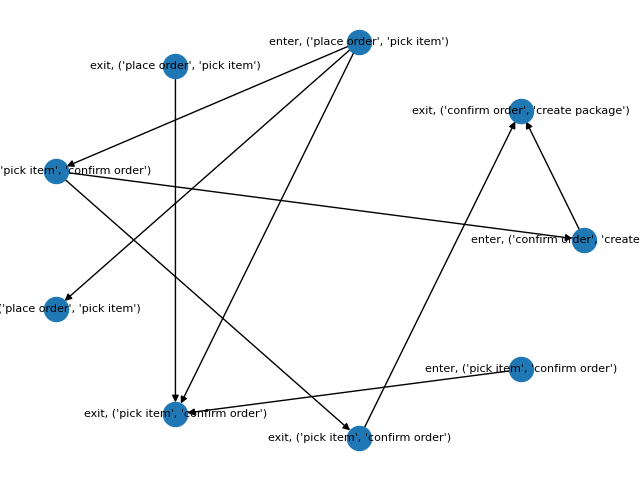 enter, ('place order', 'pick item')
exit, ('place order', 'pick item')
exit, ('confirm order', 'create package')
'pick item', 'confirm order')
enter, ('confirm order', 'create
('place order', 'pick item')
enter, ('pick item', 'confirm order')
exit, ('pick item', 'confirm order')
exit, ('pick item', 'confirm order')